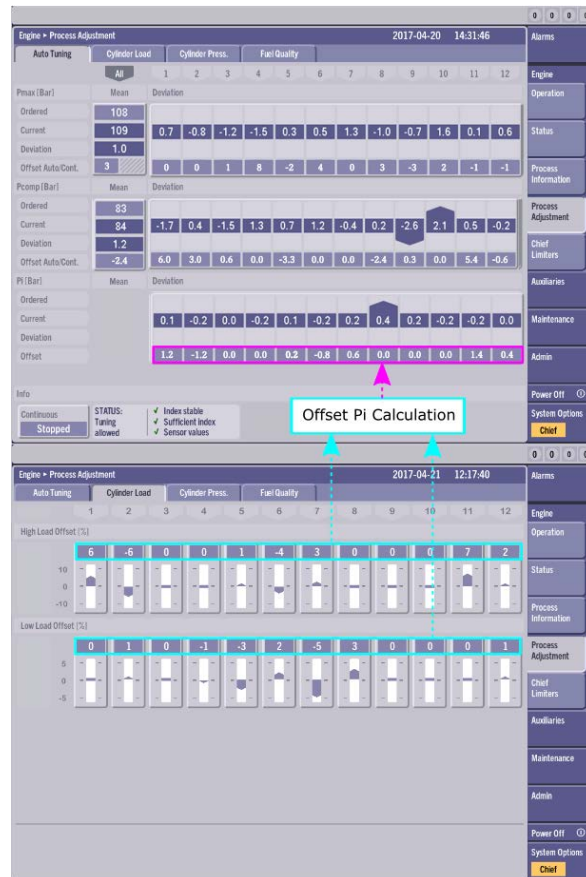 0 0 0
Engine ▸ Process Adjustment 2017-04-20 14:31:46 Alarms
Auto Tuning Cylinder Load Cylinder Press. Fuel Quality
All 1 2 3 4 5 6 7 8 9 10 11 12 Engine
Pmax [Bar] Mean Deviation Operation
Ordered 108
Current 109 0.7 -0.8 -1.2 -1.5 0.3 0.5 1.3 -1.0 -0.7 1.6 0.1 0.6 Status
Deviation 1.0
Offset Auto/Cont. 3 0 0 1 8 -2 4 0 3 -3 2 -1 -1 Process Information
Pcomp [Bar] Mean Deviation
Ordered 83 Process Adjustment
Current 84 -1.7 0.4 -1.5 1.3 0.7 1.2 -0.4 0.2 -2.6 2.1 0.5 -0.2
Deviation 1.2 Chief Limiters
Offset Auto/Cont. -2.4 6.0 3.0 0.6 0.0 -3.3 0.0 0.0 -2.4 0.3 0.0 5.4 -0.6
Pi [Bar] Mean Deviation Auxiliaries
Ordered
Current 0.1 -0.2 0.0 -0.2 0.1 -0.2 0.2 0.4 0.2 -0.2 -0.2 0.0 Maintenance
Deviation
Offset 1.2 -1.2 0.0 0.0 0.2 -0.8 0.6 0.0 0.0 0.0 1.4 0.4 Admin
Info Power Off
Continuous Stopped
STATUS: Tuning allowed
✓ Index stable
✓ Sufficient index
✓ Sensor values
Offset Pi Calculation
System Options
Chief
0 0 0
Engine ▸ Process Adjustment 2017-04-21 12:17:40 Alarms
Auto Tuning Cylinder Load Cylinder Press. Fuel Quality
1 2 3 4 5 6 7 8 9 10 11 12 Engine
High Load Offset [%] Operation
6 -6 0 0 1 -4 3 0 0 0 7 2
10 Status
0
-10 Process Information
Low Load Offset [%]
0 1 0 -1 -3 2 -5 3 0 0 0 1 Process Adjustment
5
0 Chief Limiters
-5
Auxiliaries
Maintenance
Admin
Power Off
System Options
Chief